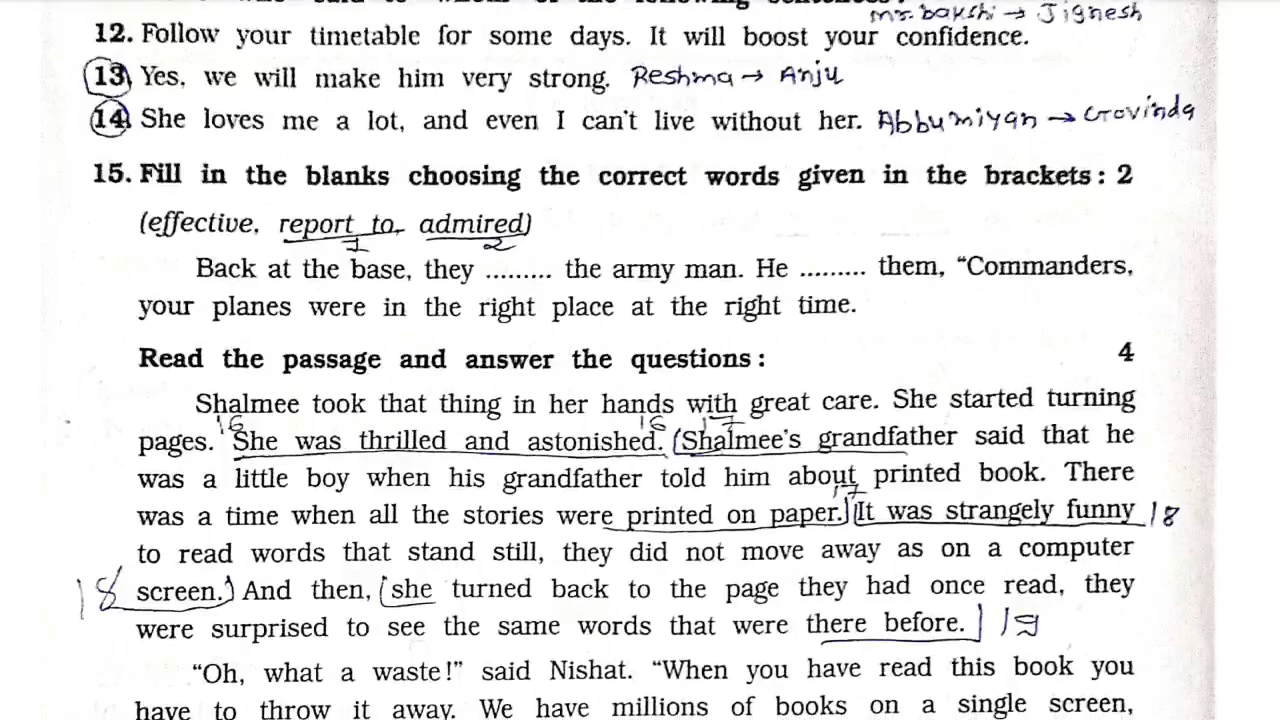 mr. bakshi → Jignesh
12. Follow your timetable for some days. It will boost your confidence.
13. Yes, we will make him very strong. Reshma → Anju
14. She loves me a lot, and even I can't live without her. Abbumiyan → Govinda
15. Fill in the blanks choosing the correct words given in the brackets: 2
(effective, report to, admired)
1 2
Back at the base, they ......... the army man. He ......... them, “Commanders,
your planes were in the right place at the right time.
Read the passage and answer the questions: 4
Shalmee took that thing in her hands with great care. She started turning
16 16 17
pages. She was thrilled and astonished. (Shalmee's grandfather said that he
was a little boy when his grandfather told him about printed book. There
17
was a time when all the stories were printed on paper.) (It was strangely funny 18
to read words that stand still, they did not move away as on a computer
18 screen.) And then, (she turned back to the page they had once read, they
were surprised to see the same words that were there before.) 19
“Oh, what a waste!” said Nishat. “When you have read this book you
have to throw it away. We have millions of books on a single screen,